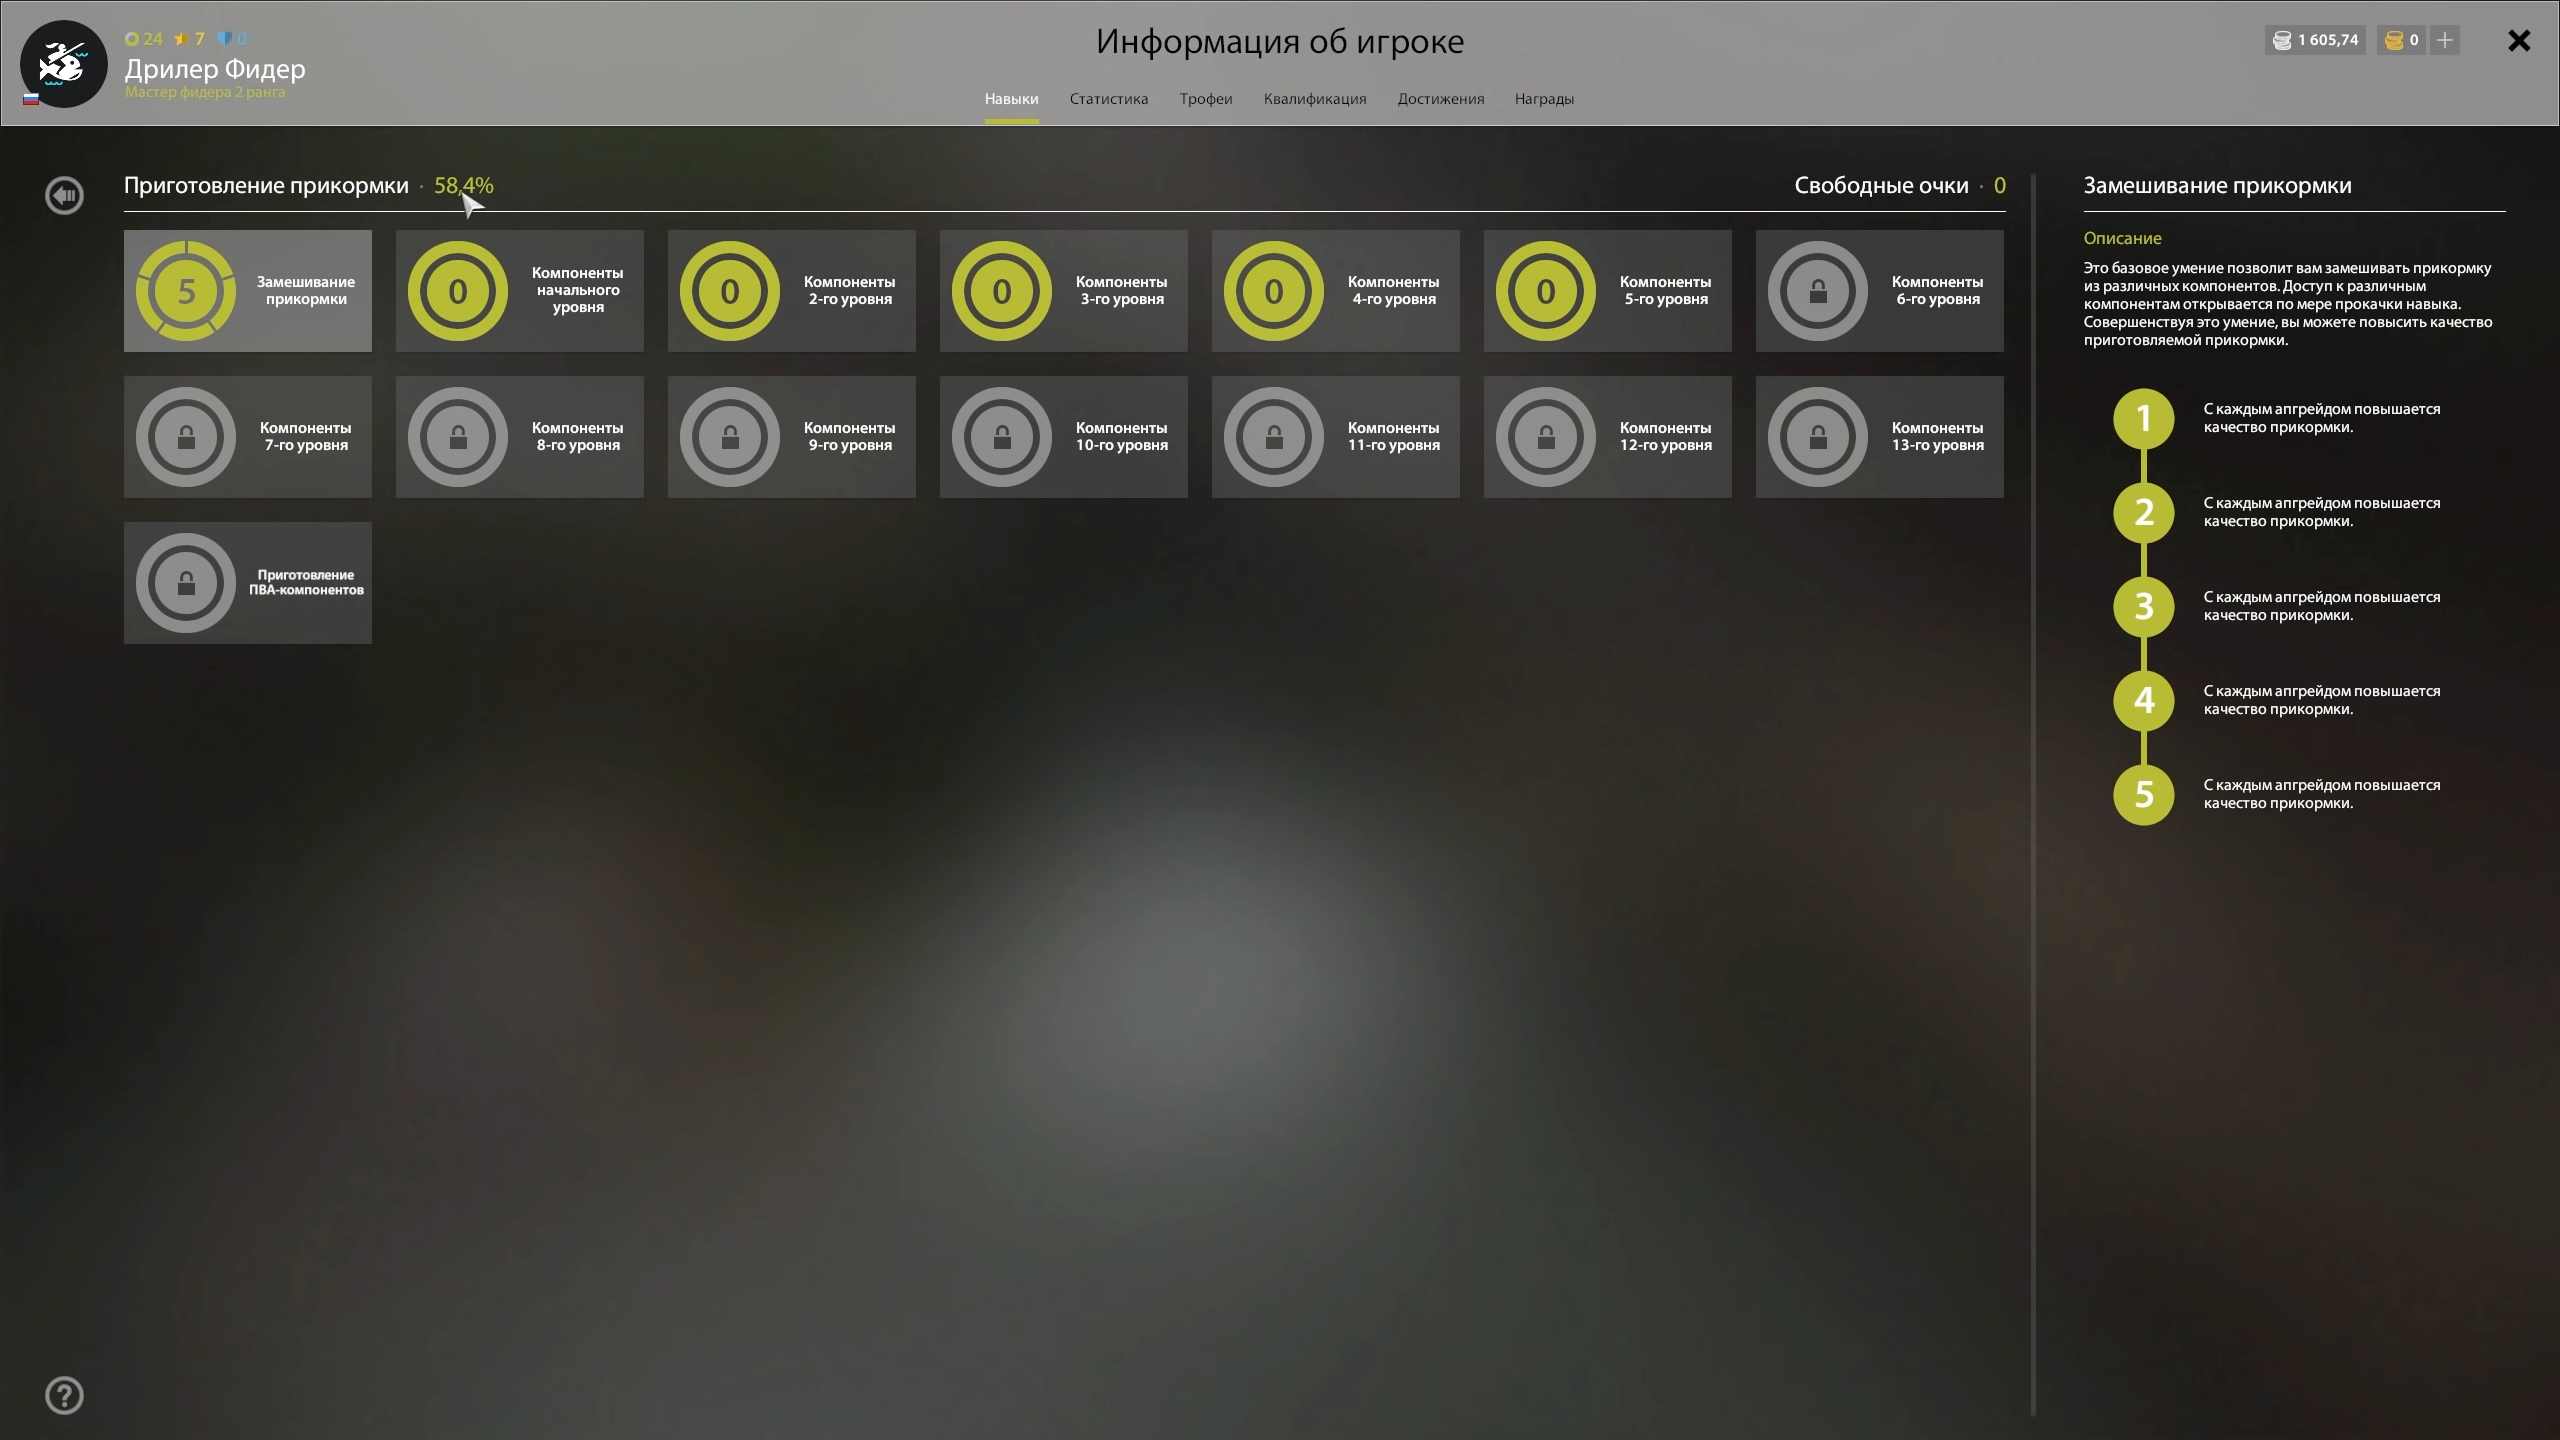 24 7 0
Дрилер Фидер
Мастер фидера 2 ранга
Информация об игроке
1 605,74 0
Навыки Статистика Трофеи Квалификация Достижения Награды
Приготовление прикормки · 58,4%
Свободные очки · 0
5 Замешивание
прикормки
0 Компоненты
начального
уровня
0 Компоненты
2-го уровня
0 Компоненты
3-го уровня
0 Компоненты
4-го уровня
0 Компоненты
5-го уровня
Компоненты
6-го уровня
Компоненты
7-го уровня
Компоненты
8-го уровня
Компоненты
9-го уровня
Компоненты
10-го уровня
Компоненты
11-го уровня
Компоненты
12-го уровня
Компоненты
13-го уровня
Приготовление
ПВА-компонентов
Замешивание прикормки
Описание
Это базовое умение позволит вам замешивать прикормку
из различных компонентов. Доступ к различным
компонентам открывается по мере прокачки навыка.
Совершенствуя это умение, вы можете повысить качество
приготовляемой прикормки.
1 С каждым апгрейдом повышается
качество прикормки.
2 С каждым апгрейдом повышается
качество прикормки.
3 С каждым апгрейдом повышается
качество прикормки.
4 С каждым апгрейдом повышается
качество прикормки.
5 С каждым апгрейдом повышается
качество прикормки.
?